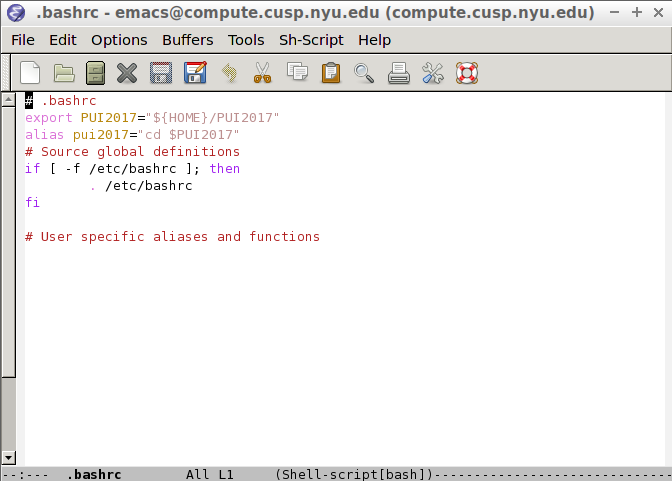 .bashrc - emacs@compute.cusp.nyu.edu (compute.cusp.nyu.edu)
File Edit Options Buffers Tools Sh-Script Help
# .bashrc
export PUI2017="${HOME}/PUI2017"
alias pui2017="cd $PUI2017"
# Source global definitions
if [ -f /etc/bashrc ]; then
        . /etc/bashrc
fi
# User specific aliases and functions
--:---  .bashrc        All L1     (Shell-script[bash])------------------------------